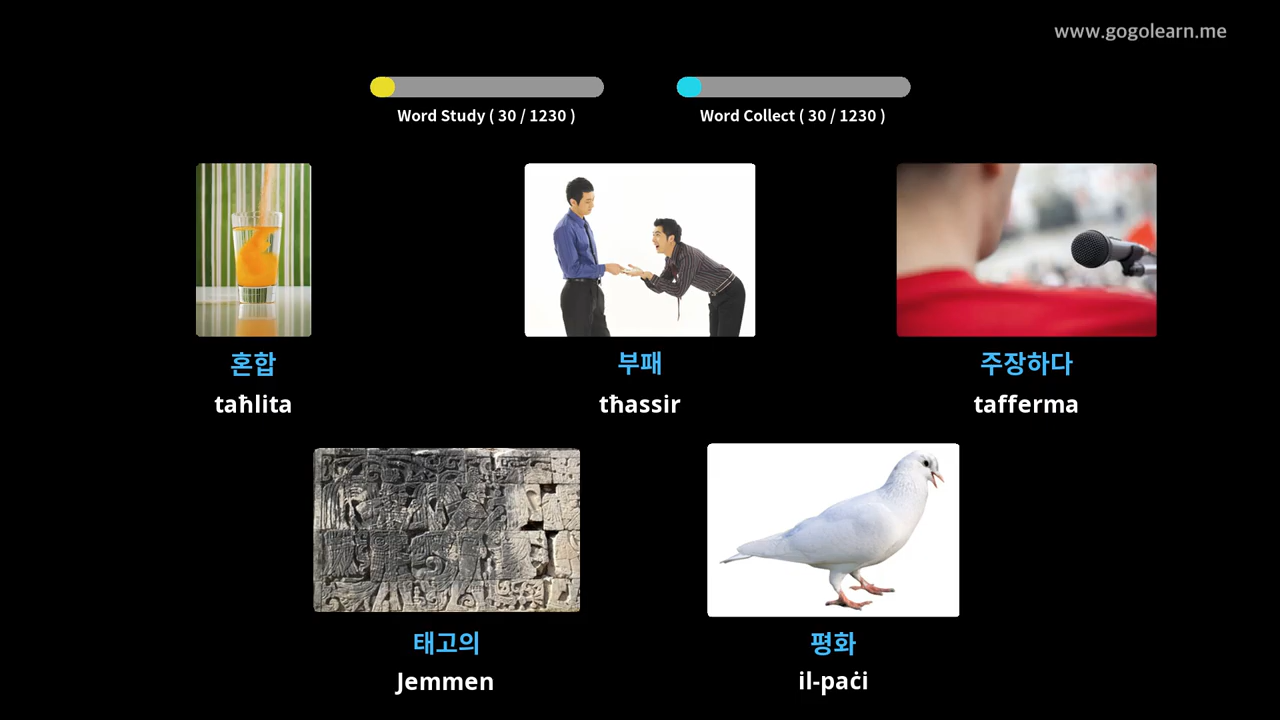 www.gogolearn.me
Word Study ( 30 / 1230 )
Word Collect ( 30 / 1230 )
혼합
taħlita
부패
tħassir
주장하다
tafferma
태고의
Jemmen
평화
il-paċi